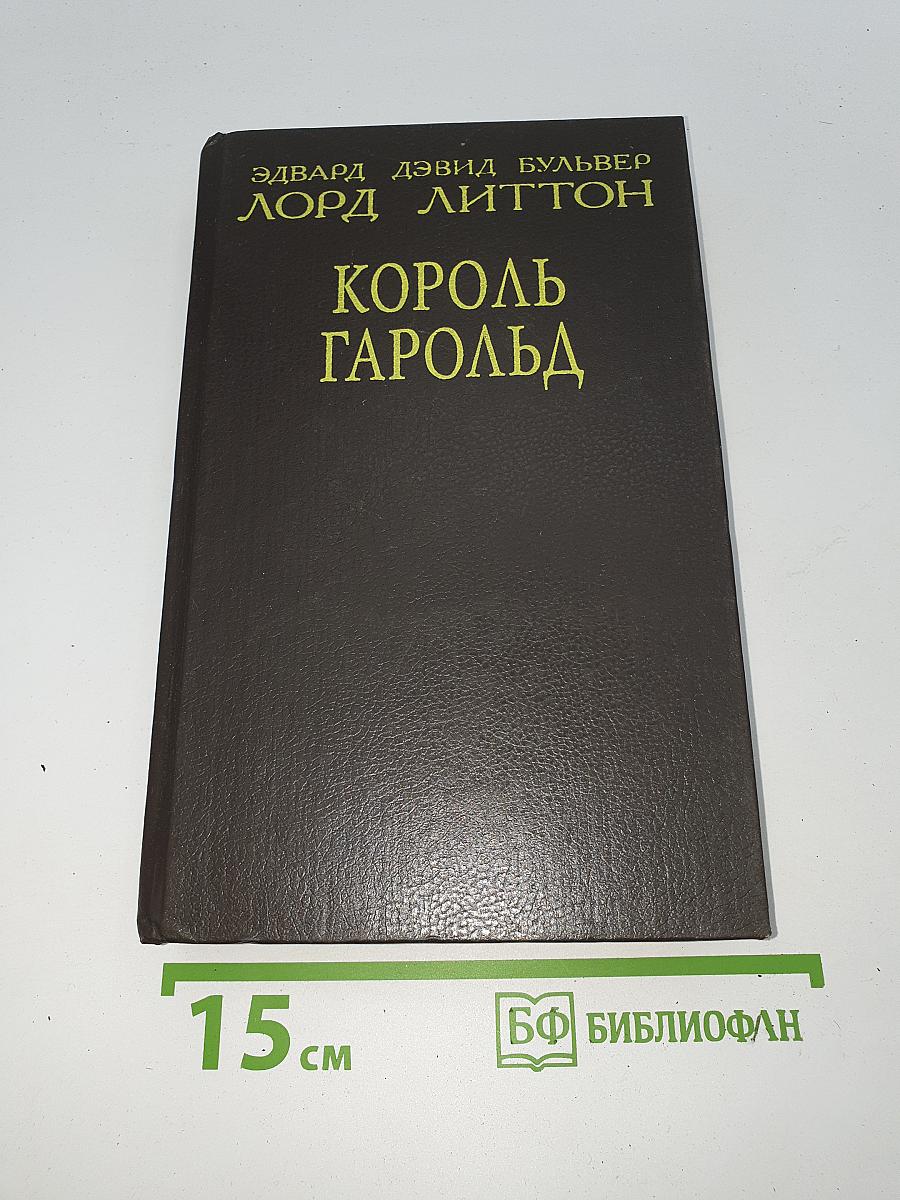 ЭДВАРД ДЭВИД БУЛЬВЕР
ЛОРД ЛИТТОН
КОРОЛЬ
ГАРОЛЬД
15 см
БФ БИБЛИОФАН